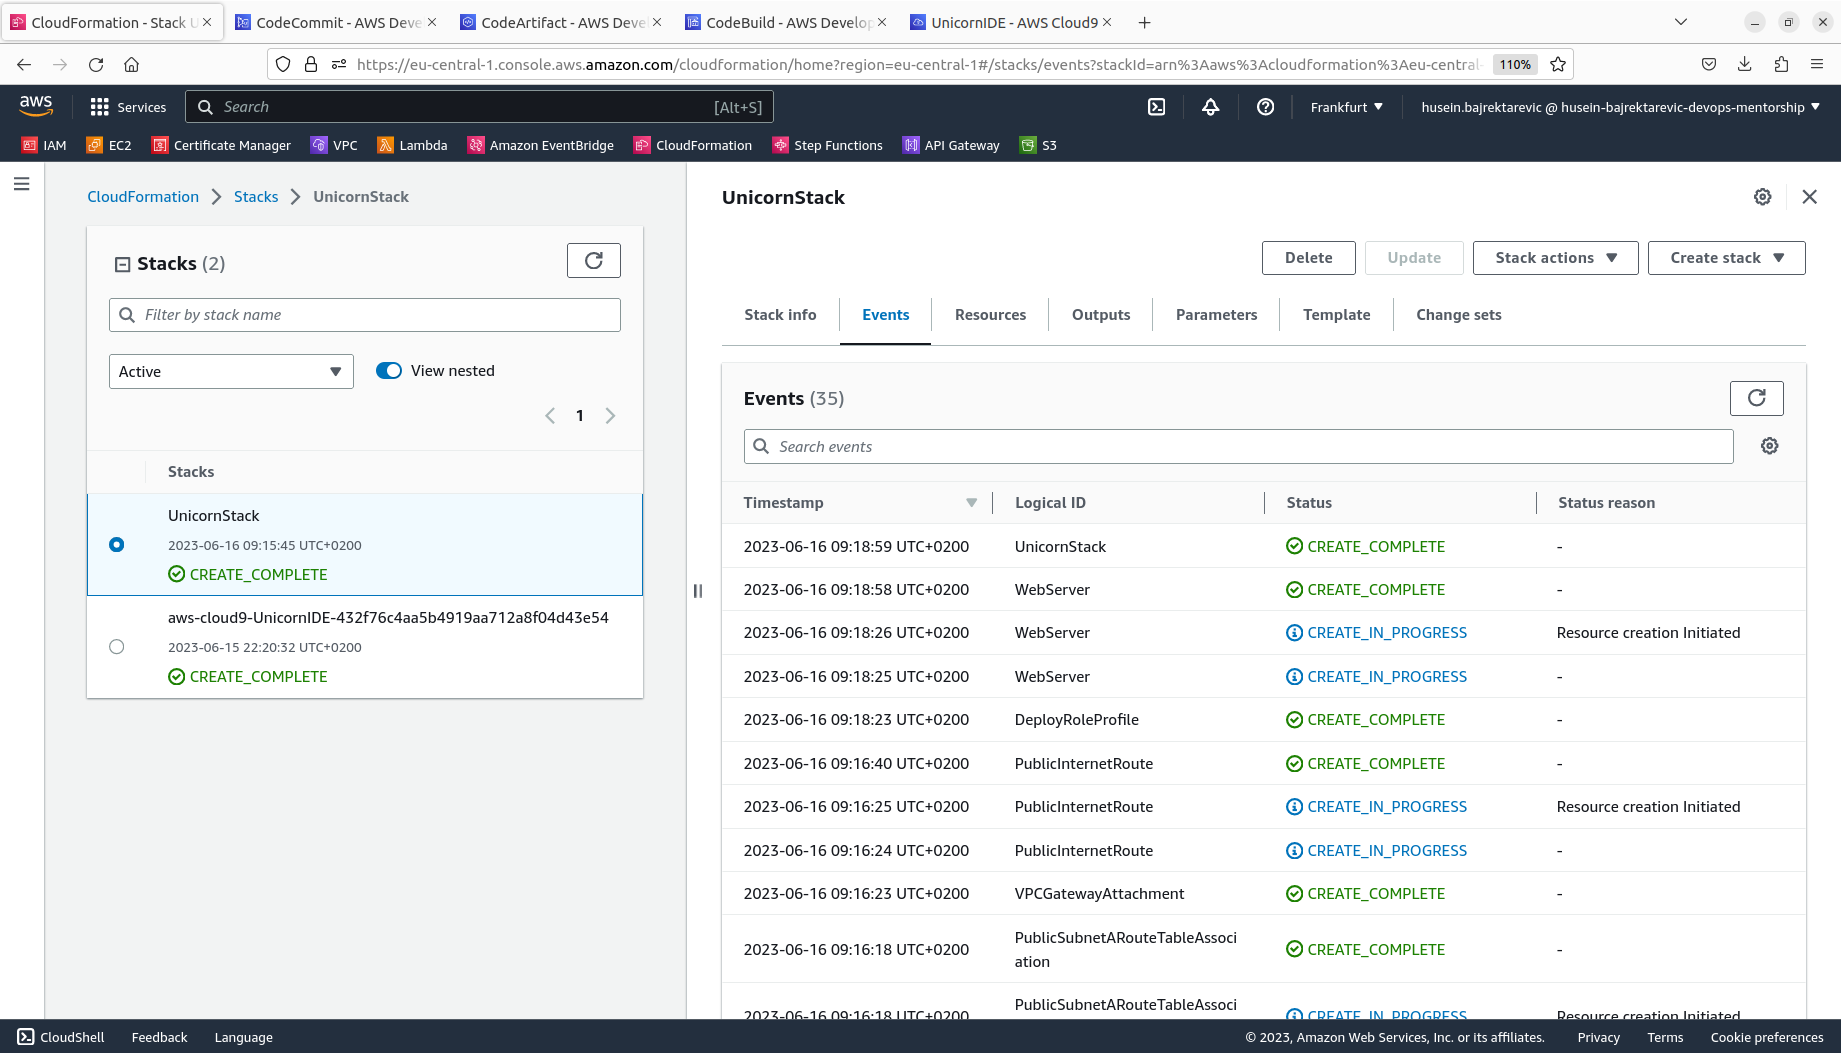 CloudFormation - Stack U
CodeCommit - AWS Deve
CodeArtifact - AWS Deve
CodeBuild - AWS Develop
UnicornIDE - AWS Cloud9
https://eu-central-1.console.aws.amazon.com/cloudformation/home?region=eu-central-1#/stacks/events?stackId=arn%3Aaws%3Acloudformation%3Aeu-central-
110%
aws
Services
Search
[Alt+S]
Frankfurt
husein.bajrektarevic @ husein-bajrektarevic-devops-mentorship
IAM
EC2
Certificate Manager
VPC
Lambda
Amazon EventBridge
CloudFormation
Step Functions
API Gateway
S3
CloudFormation
Stacks
UnicornStack
Stacks (2)
Filter by stack name
Active
View nested
1
Stacks
UnicornStack
2023-06-16 09:15:45 UTC+0200
CREATE_COMPLETE
aws-cloud9-UnicornIDE-432f76c4aa5b4919aa712a8f04d43e54
2023-06-15 22:20:32 UTC+0200
CREATE_COMPLETE
UnicornStack
Delete
Update
Stack actions
Create stack
Stack info
Events
Resources
Outputs
Parameters
Template
Change sets
Events (35)
Search events
Timestamp Logical ID Status Status reason
2023-06-16 09:18:59 UTC+0200 UnicornStack CREATE_COMPLETE -
2023-06-16 09:18:58 UTC+0200 WebServer CREATE_COMPLETE -
2023-06-16 09:18:26 UTC+0200 WebServer CREATE_IN_PROGRESS Resource creation Initiated
2023-06-16 09:18:25 UTC+0200 WebServer CREATE_IN_PROGRESS -
2023-06-16 09:18:23 UTC+0200 DeployRoleProfile CREATE_COMPLETE -
2023-06-16 09:16:40 UTC+0200 PublicInternetRoute CREATE_COMPLETE -
2023-06-16 09:16:25 UTC+0200 PublicInternetRoute CREATE_IN_PROGRESS Resource creation Initiated
2023-06-16 09:16:24 UTC+0200 PublicInternetRoute CREATE_IN_PROGRESS -
2023-06-16 09:16:23 UTC+0200 VPCGatewayAttachment CREATE_COMPLETE -
2023-06-16 09:16:18 UTC+0200 PublicSubnetARouteTableAssoci
ation CREATE_COMPLETE -
PublicSubnetARouteTableAssoci
2023-06-16 09:16:18 UTC+0200 CREATE_IN_PROGRESS Resource creation Initiated
CloudShell
Feedback
Language
© 2023, Amazon Web Services, Inc. or its affiliates.
Privacy
Terms
Cookie preferences